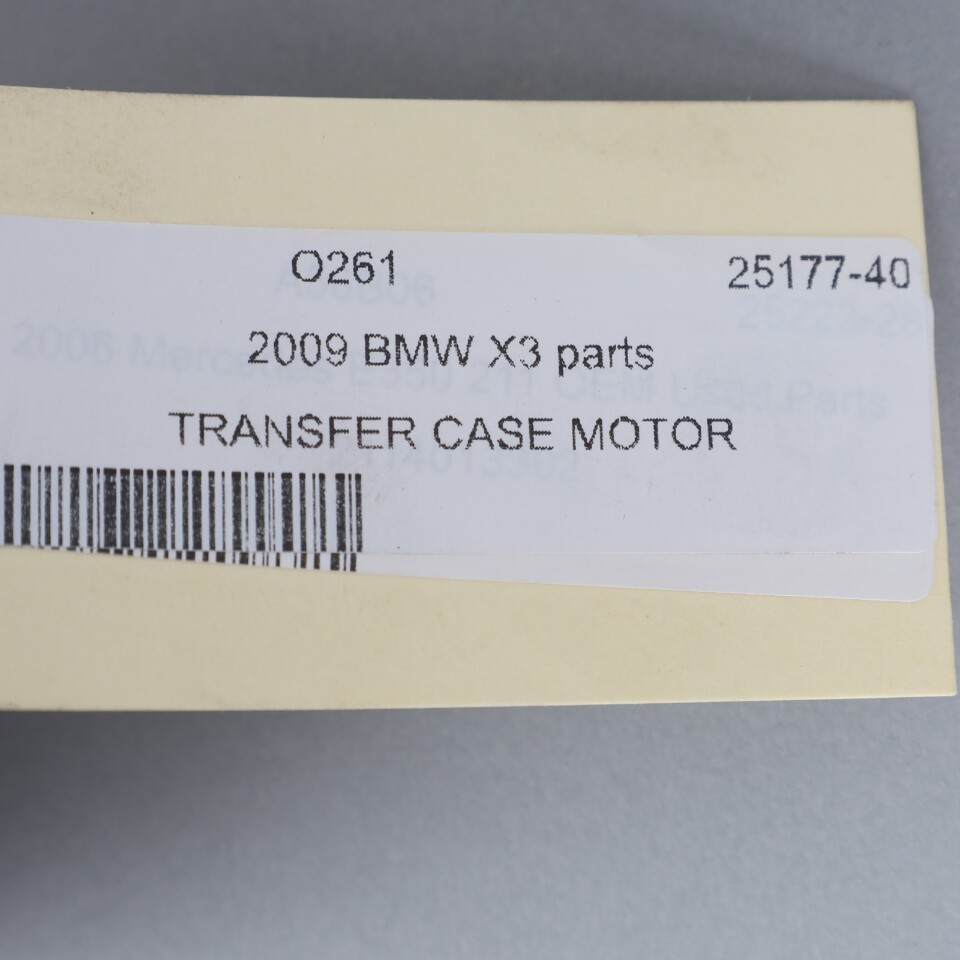 O261 25177-40
2009 BMW X3 parts
TRANSFER CASE MOTOR